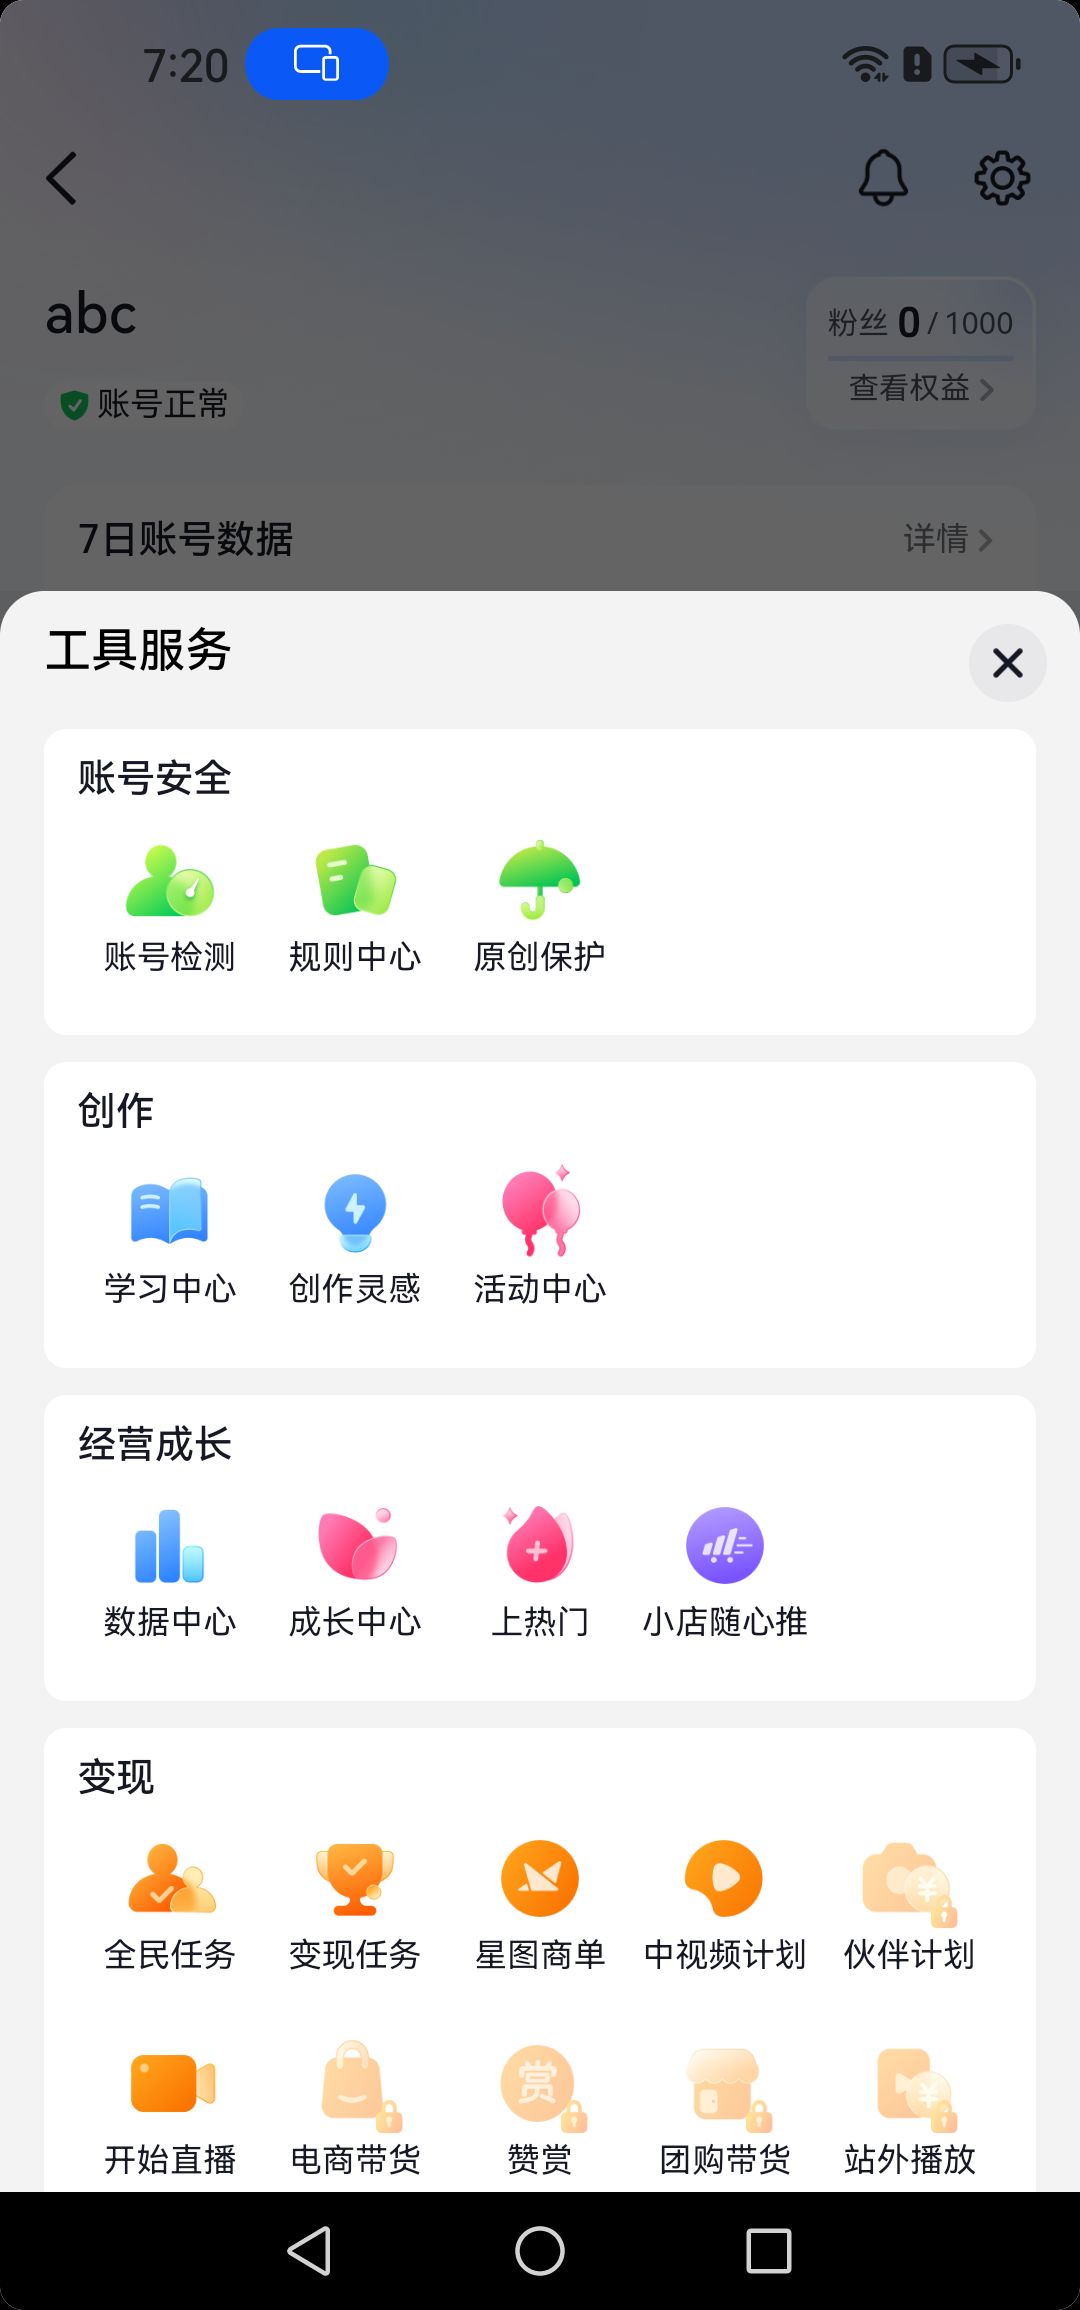 7:20
abc
粉丝 0 / 1000
账号正常
查看权益
7日账号数据
详情
工具服务
账号安全
账号检测 规则中心 原创保护
创作
学习中心 创作灵感 活动中心
经营成长
数据中心 成长中心 上热门 小店随心推
变现
全民任务 变现任务 星图商单 中视频计划 伙伴计划
赏
开始直播 电商带货 赞赏 团购带货 站外播放